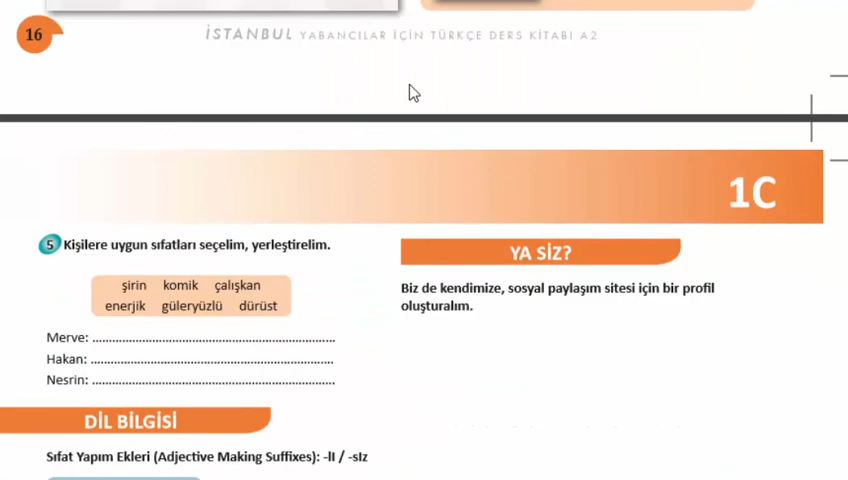 16
İSTANBUL YABANCILAR İÇİN TÜRKÇE DERS KİTABI A2
1C
5 Kişilere uygun sıfatları seçelim, yerleştirelim.
şirin komik çalışkan
enerjik güleryüzlü dürüst
Merve: ................................................................................
Hakan: ................................................................................
Nesrin: ................................................................................
DİL BİLGİSİ
Sıfat Yapım Ekleri (Adjective Making Suffixes): -lI / -sIz
YA SİZ?
Biz de kendimize, sosyal paylaşım sitesi için bir profil
oluşturalım.